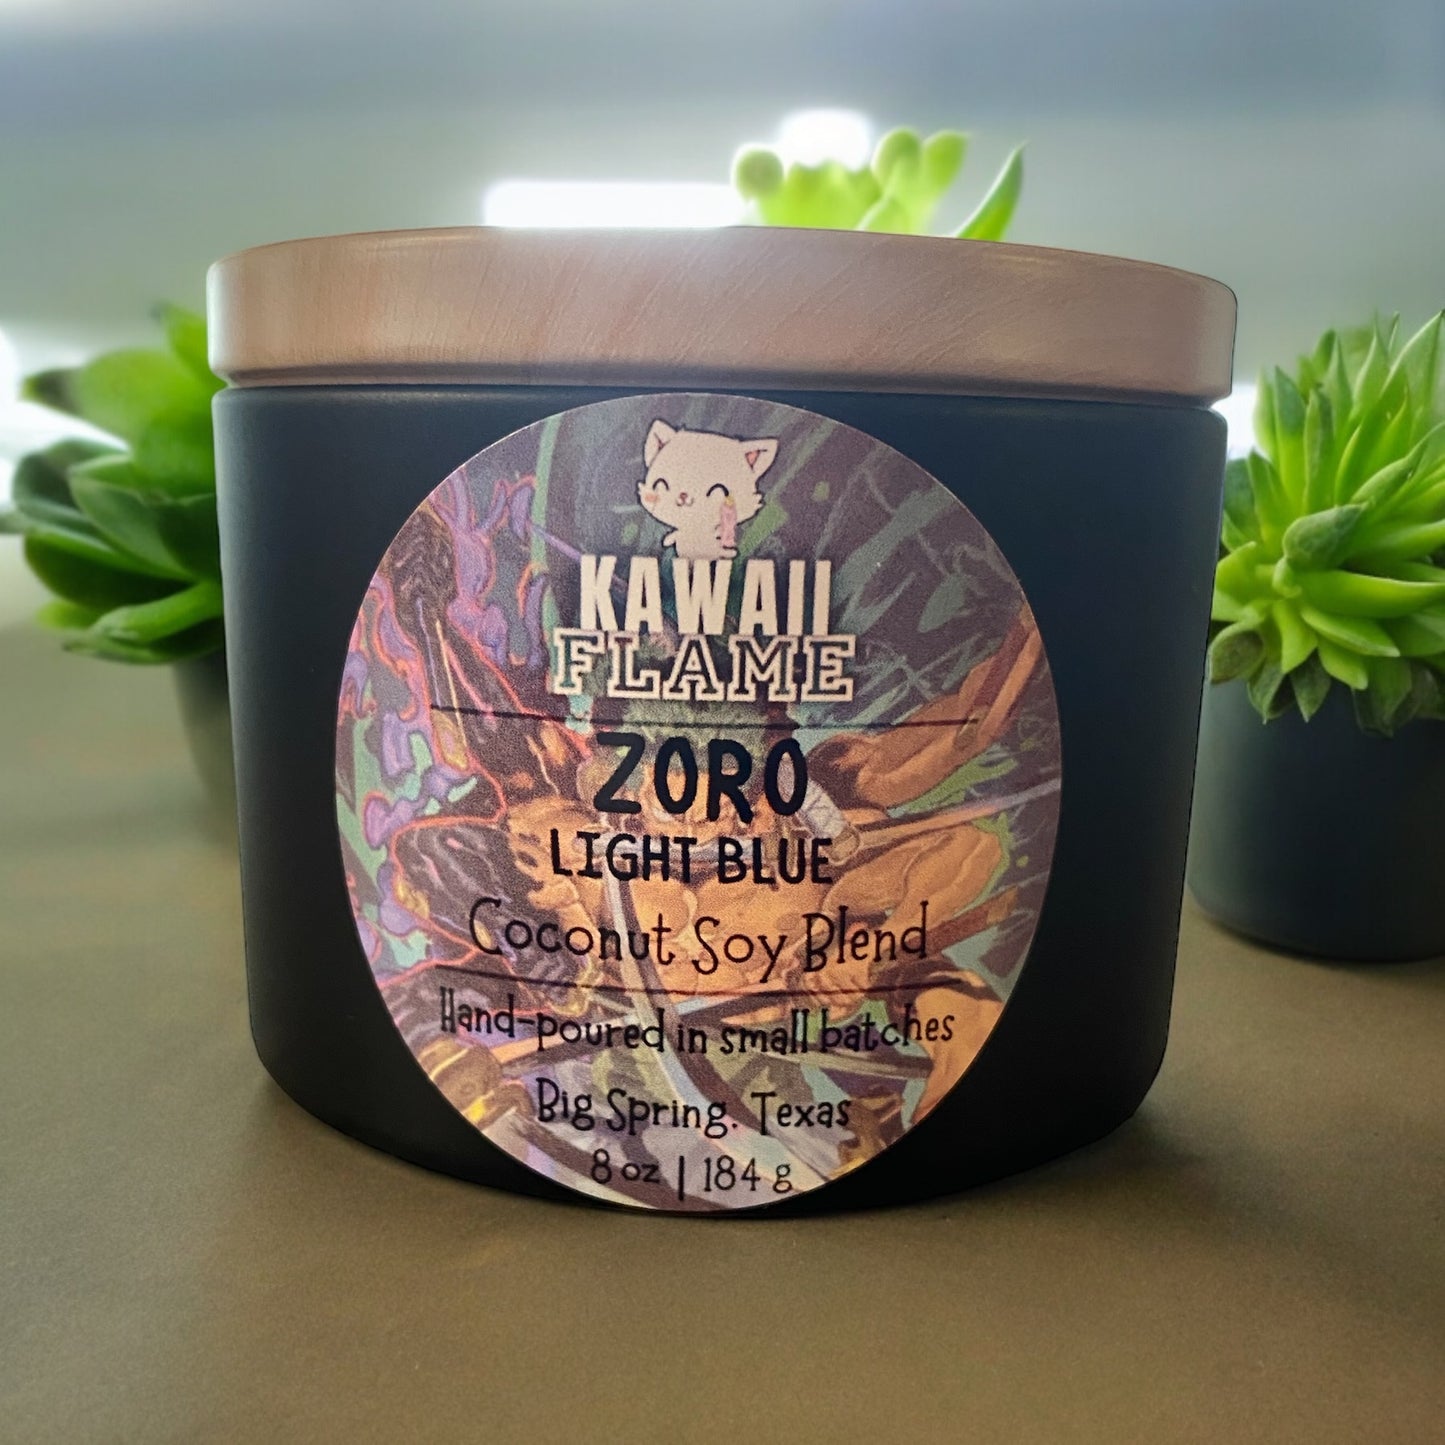 KAWAII
FLAME
ZORO
LIGHT BLUE
Coconut Soy Blend
Hand-poured in small batches
Big Spring. Texas
8 oz | 184 g